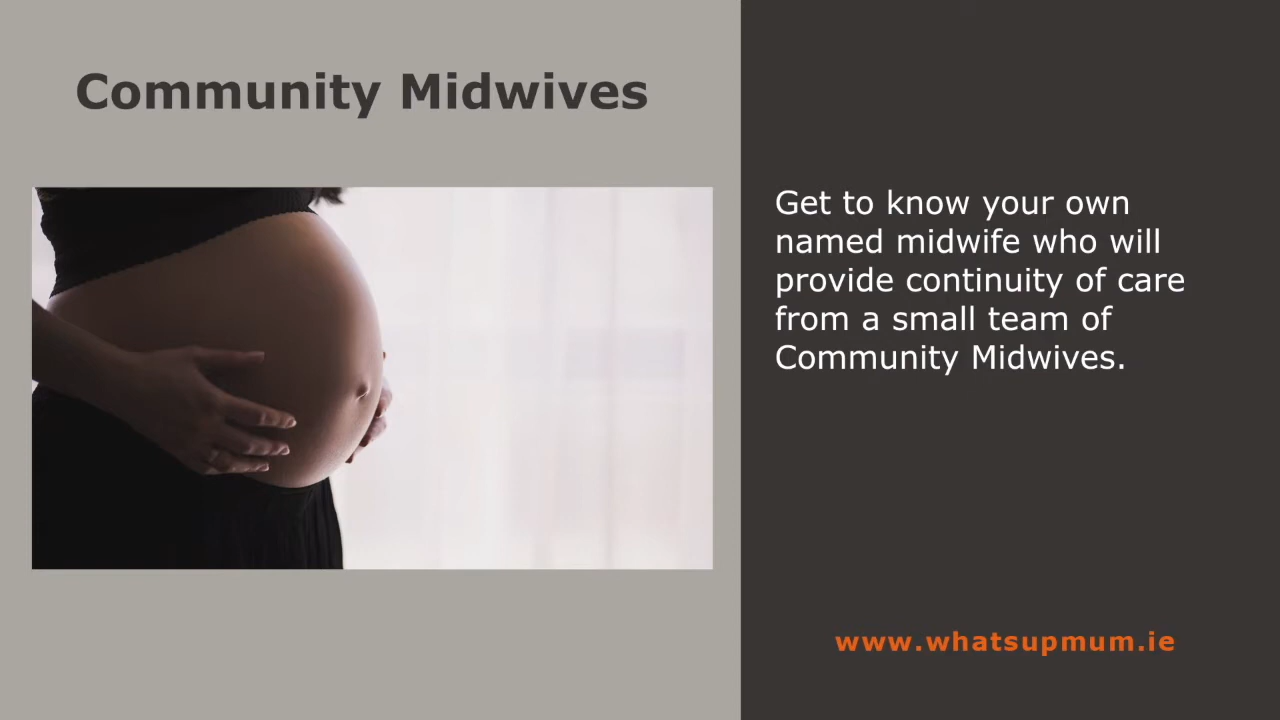 Community Midwives
Get to know your own
named midwife who will
provide continuity of care
from a small team of
Community Midwives.
www.whatsupmum.ie